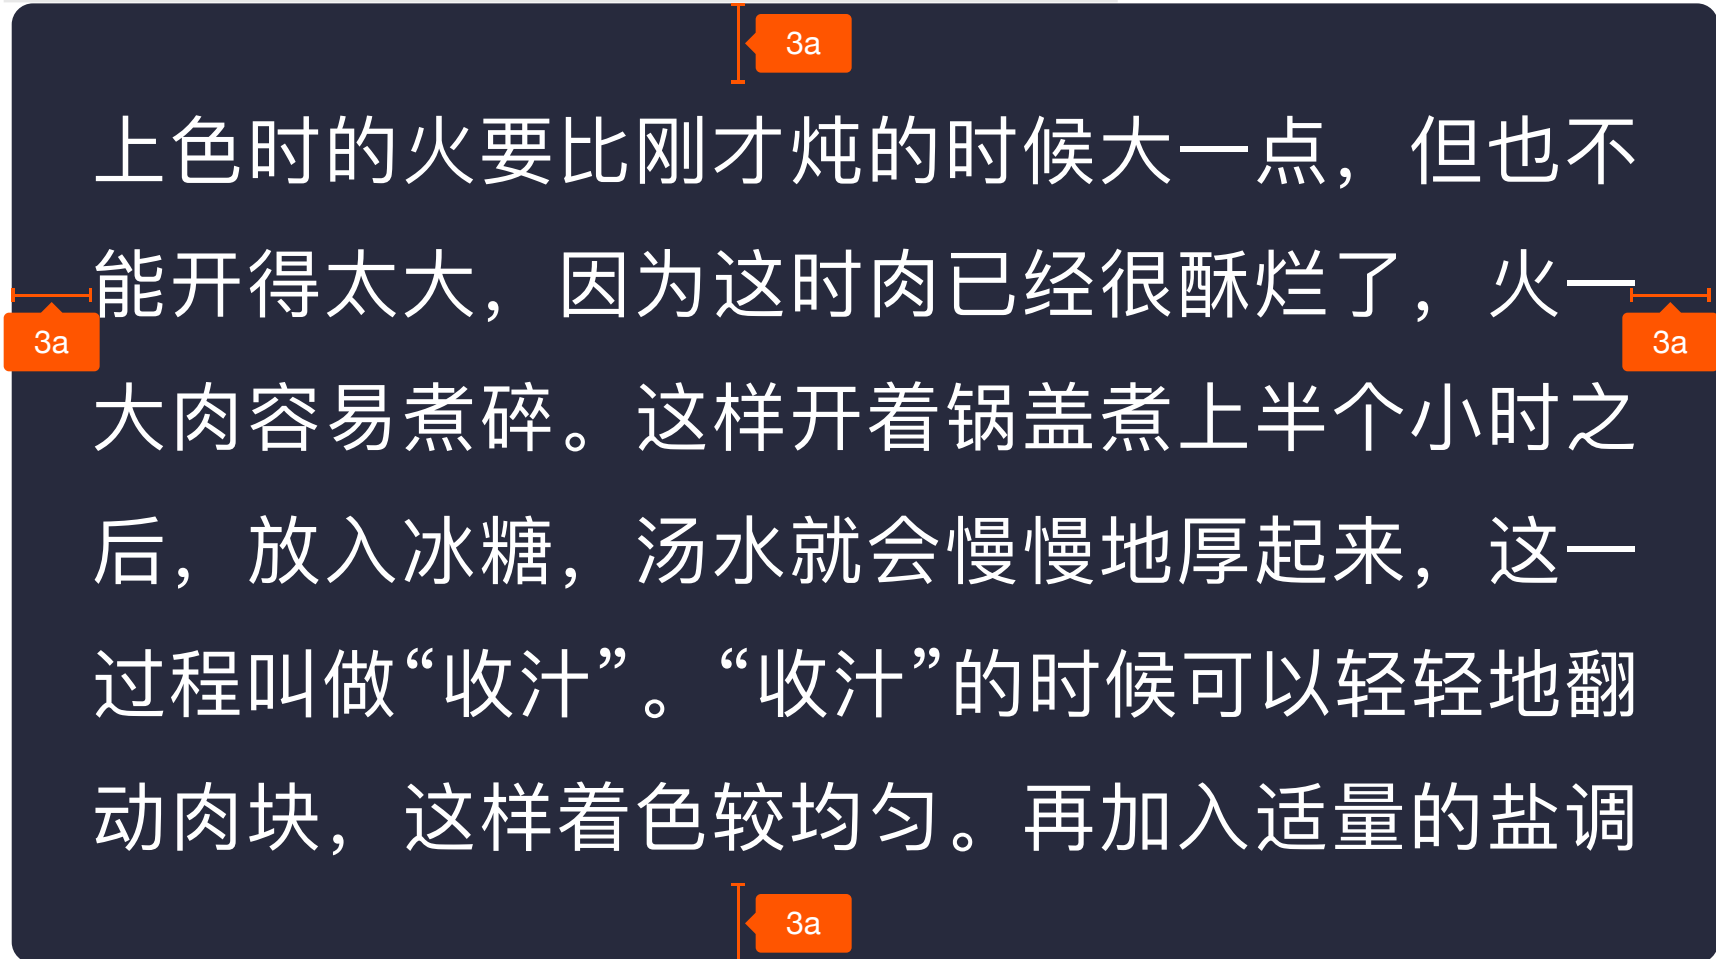 3a
上色时的火要比刚才炖的时候大一点，但也不
能开得太大，因为这时肉已经很酥烂了，火一
3a
3a
大肉容易煮碎。这样开着锅盖煮上半个小时之
后，放入冰糖，汤水就会慢慢地厚起来，这一
过程叫做“收汁”。“收汁”的时候可以轻轻地翻
动肉块，这样着色较均匀。再加入适量的盐调
3a